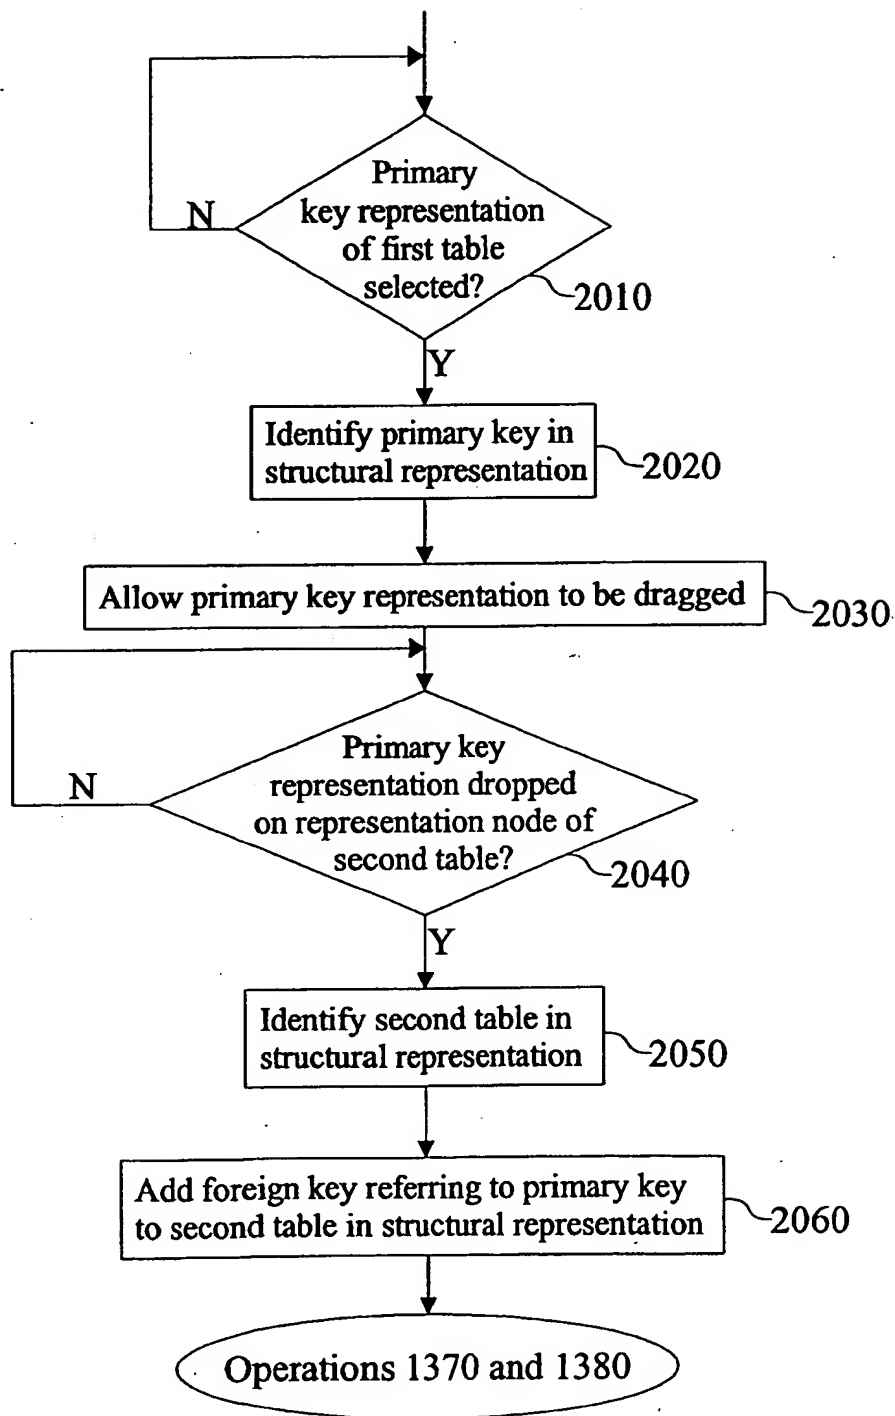 Primary
key representation
of first table
selected?
N
2010
Y
Identify primary key in
structural representation
2020
Allow primary key representation to be dragged
2030
Primary key
representation dropped
on representation node of
second table?
N
2040
Y
Identify second table in
structural representation
2050
Add foreign key referring to primary key
to second table in structural representation
2060
Operations 1370 and 1380